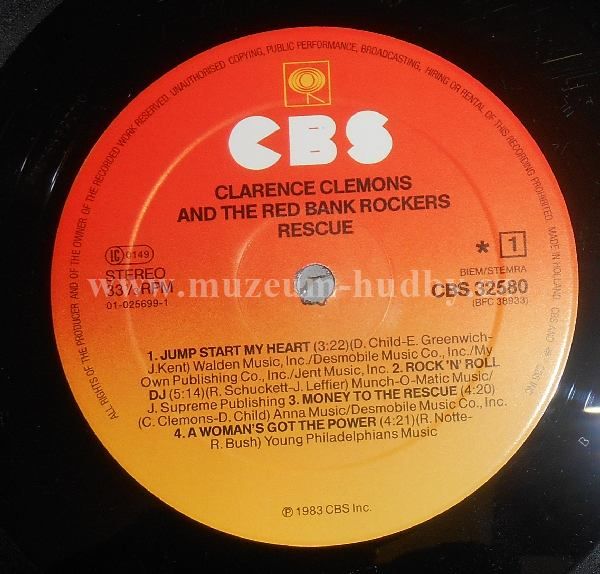 ALL RIGHTS OF THE PRODUCER AND OF THE OWNER OF THE RECORDED WORK RESERVED. UNAUTHORISED COPYING, PUBLIC PERFORMANCE, BROADCASTING, HIRING OR RENTAL OF THIS RECORDING PROHIBITED. MADE IN HOLLAND. CBS AND
CBS
CLARENCE CLEMONS
AND THE RED BANK ROCKERS
RESCUE
LC 0149
* 1
STEREO
BIEM/STEMRA
33⅓ RPM
CBS 32580
01-025699-1
(BFC 38933)
www.muzeum-hudby.
1. JUMP START MY HEART (3:22)(D. Child-E. Greenwich-
J.Kent) Walden Music, Inc./Desmobile Music Co., Inc./My
Own Publishing Co., Inc./Jent Music, Inc. 2. ROCK'N'ROLL
DJ (5:14)(R. Schuckett-J. Leffler) Munch-O-Matic Music/
J. Supreme Publishing 3. MONEY TO THE RESCUE (4:20)
(C. Clemons-D. Child) Anna Music/Desmobile Music Co., Inc.
4. A WOMAN'S GOT THE POWER (4:21)(R. Notte-
R. Bush) Young Philadelphians Music
℗ 1983 CBS Inc.